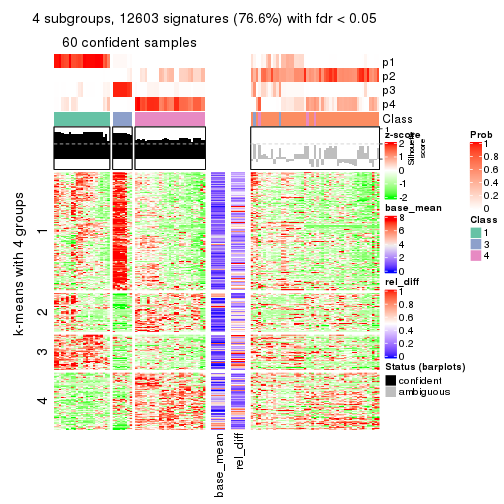 4 subgroups, 12603 signatures (76.6%) with fdr < 0.05
60 confident samples
p1
p2
p3
p4
Class
1
Silhouette
score
k-means with 4 groups
1
2
3
4
base_mean
rel_diff
z-score
2
1
0
-1
-2
base_mean
8
6
4
2
0
rel_diff
1
0.8
0.6
0.4
0.2
0
Status (barplots)
confident
ambiguous
Prob
1
0.8
0.6
0.4
0.2
0
Class
1
3
4